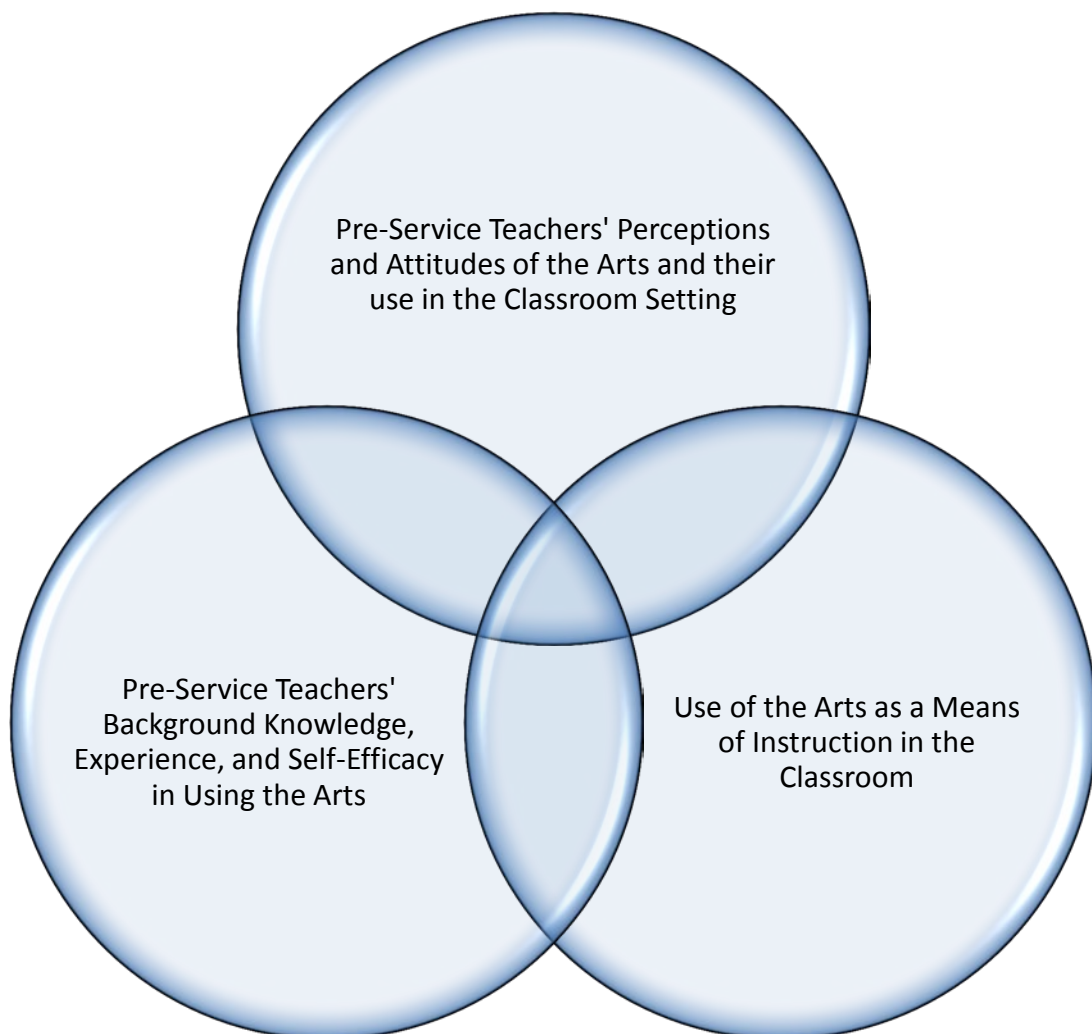 Pre-Service Teachers' Perceptions
and Attitudes of the Arts and their
use in the Classroom Setting
Pre-Service Teachers'
Background Knowledge,
Experience, and Self-Efficacy
in Using the Arts
Use of the Arts as a Means
of Instruction in the
Classroom